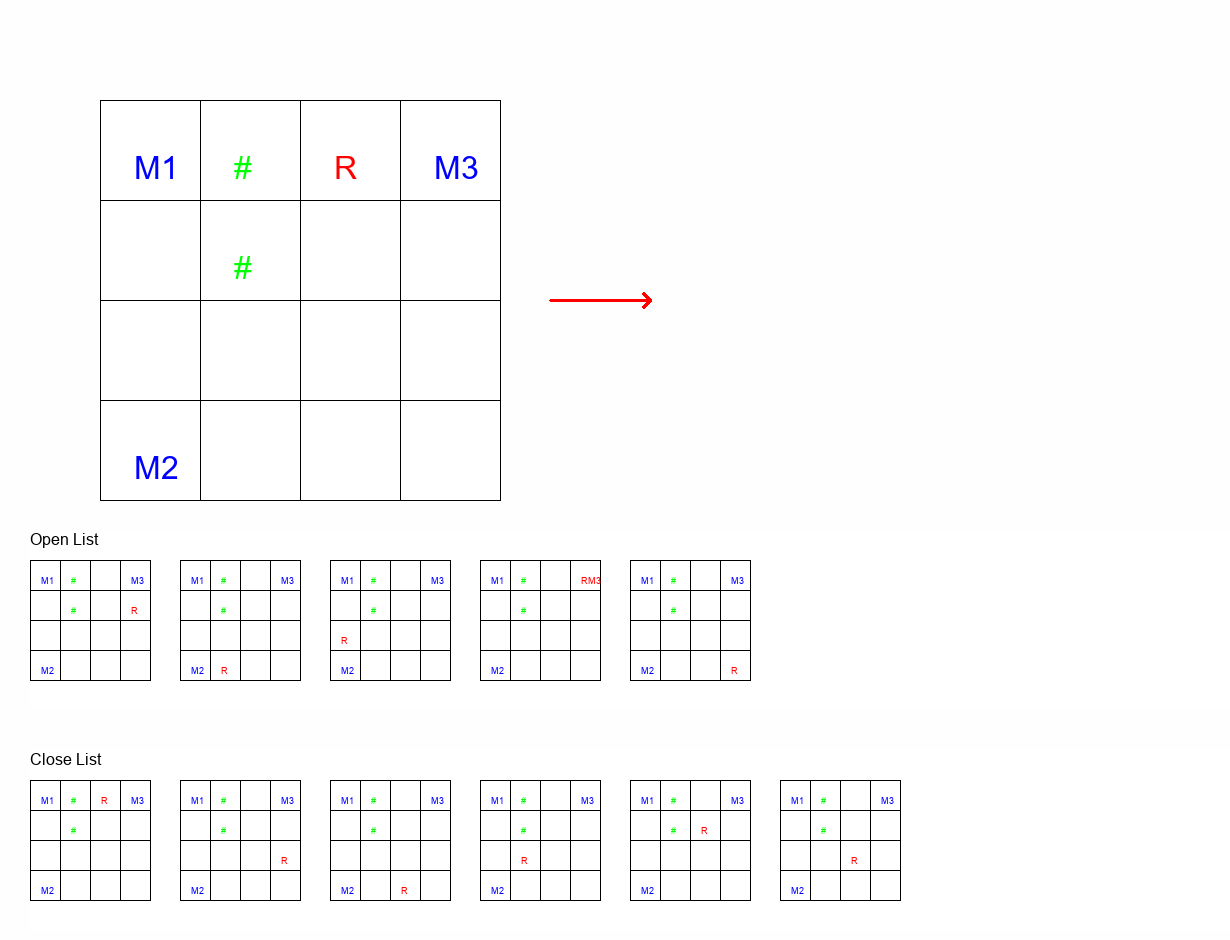 M1 # R M3
#
M2
Open List
M1 # M3 M1 # M3 M1 # M3 M1 # RM3 M1 # M3
# R # # # #
R
M2 M2 R M2 M2 M2 R
Close List
M1 # R M3 M1 # M3 M1 # M3 M1 # M3 M1 # M3 M1 # M3
# # # # # R #
R R R
M2 M2 M2 R M2 M2 M2